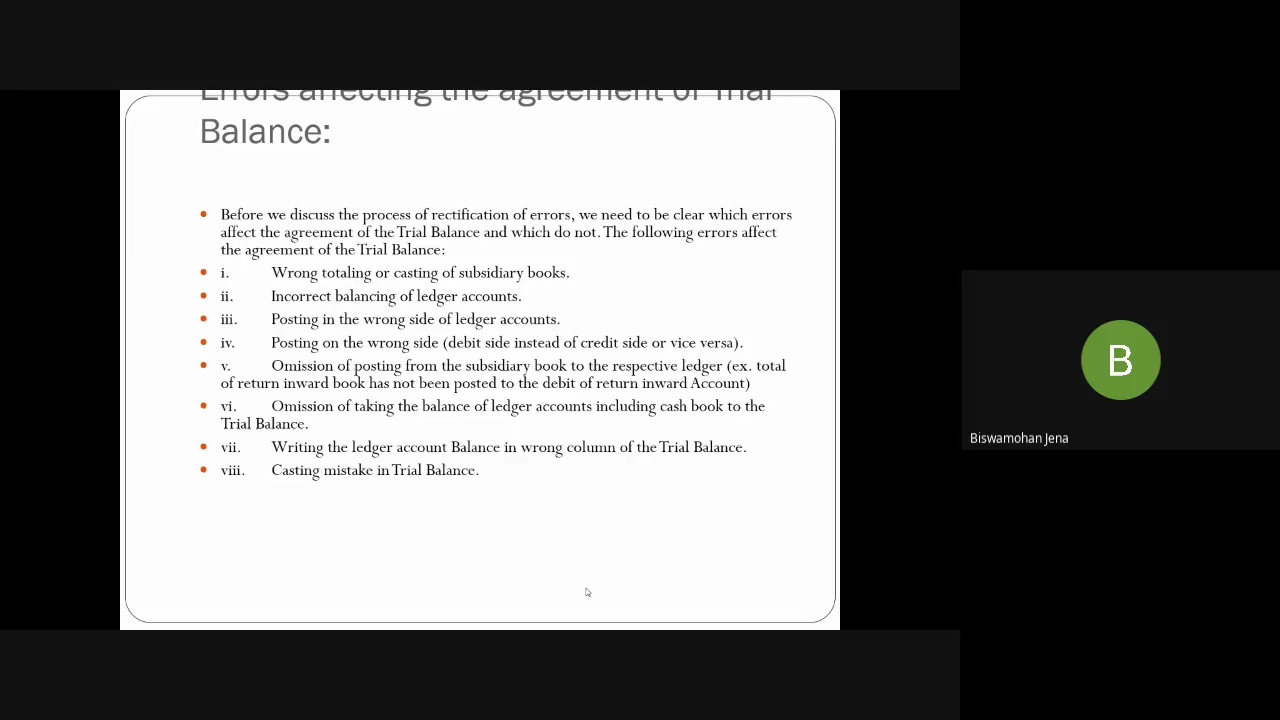 Errors affecting the agreement of Trial
Balance:
Before we discuss the process of rectification of errors, we need to be clear which errors
affect the agreement of the Trial Balance and which do not. The following errors affect
the agreement of the Trial Balance:
i. Wrong totaling or casting of subsidiary books.
ii. Incorrect balancing of ledger accounts.
iii. Posting in the wrong side of ledger accounts.
iv. Posting on the wrong side (debit side instead of credit side or vice versa).
v. Omission of posting from the subsidiary book to the respective ledger (ex. total
of return inward book has not been posted to the debit of return inward Account)
vi. Omission of taking the balance of ledger accounts including cash book to the
Trial Balance.
vii. Writing the ledger account Balance in wrong column of the Trial Balance.
viii. Casting mistake in Trial Balance.
B
Biswamohan Jena